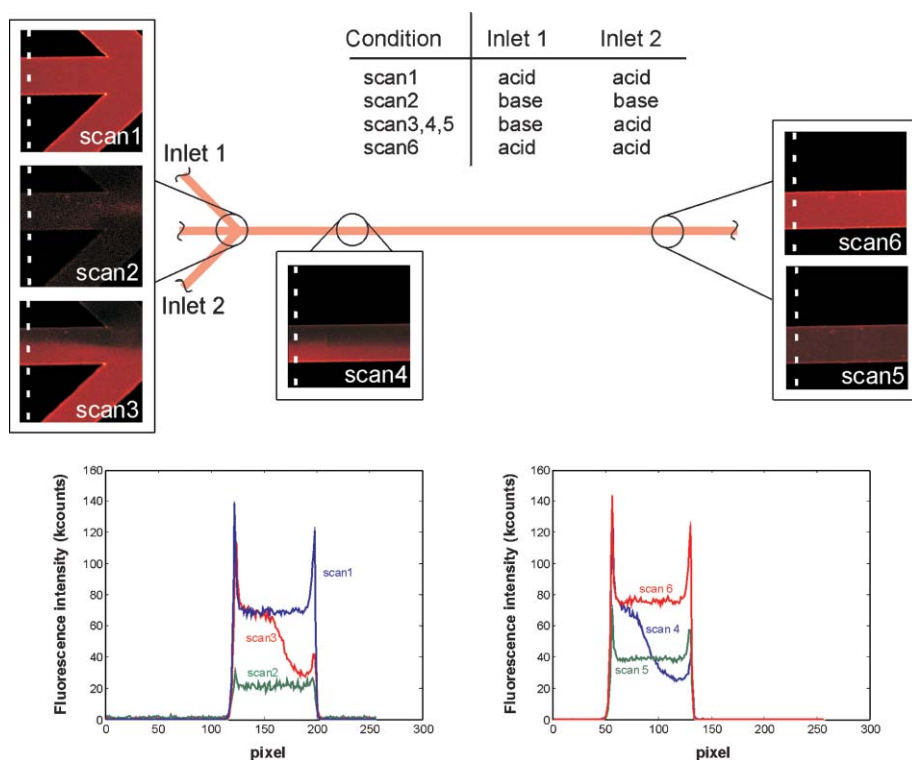 Condition Inlet 1 Inlet 2
scan1 acid acid
scan2 base base
scan3,4,5 base acid
scan6 acid acid
scan1
scan2
scan3
Inlet 1
Inlet 2
scan4
scan6
scan5
Fluorescence intensity (kcounts)
160
140
120
100
80
60
40
20
0
scan1
scan3
scan2
0 100 200 300
pixel
Fluorescence intensity (kcounts)
160
140
120
100
80
60
40
20
0
scan 6
scan 4
scan 5
0 50 100 150 200 250 300
pixel